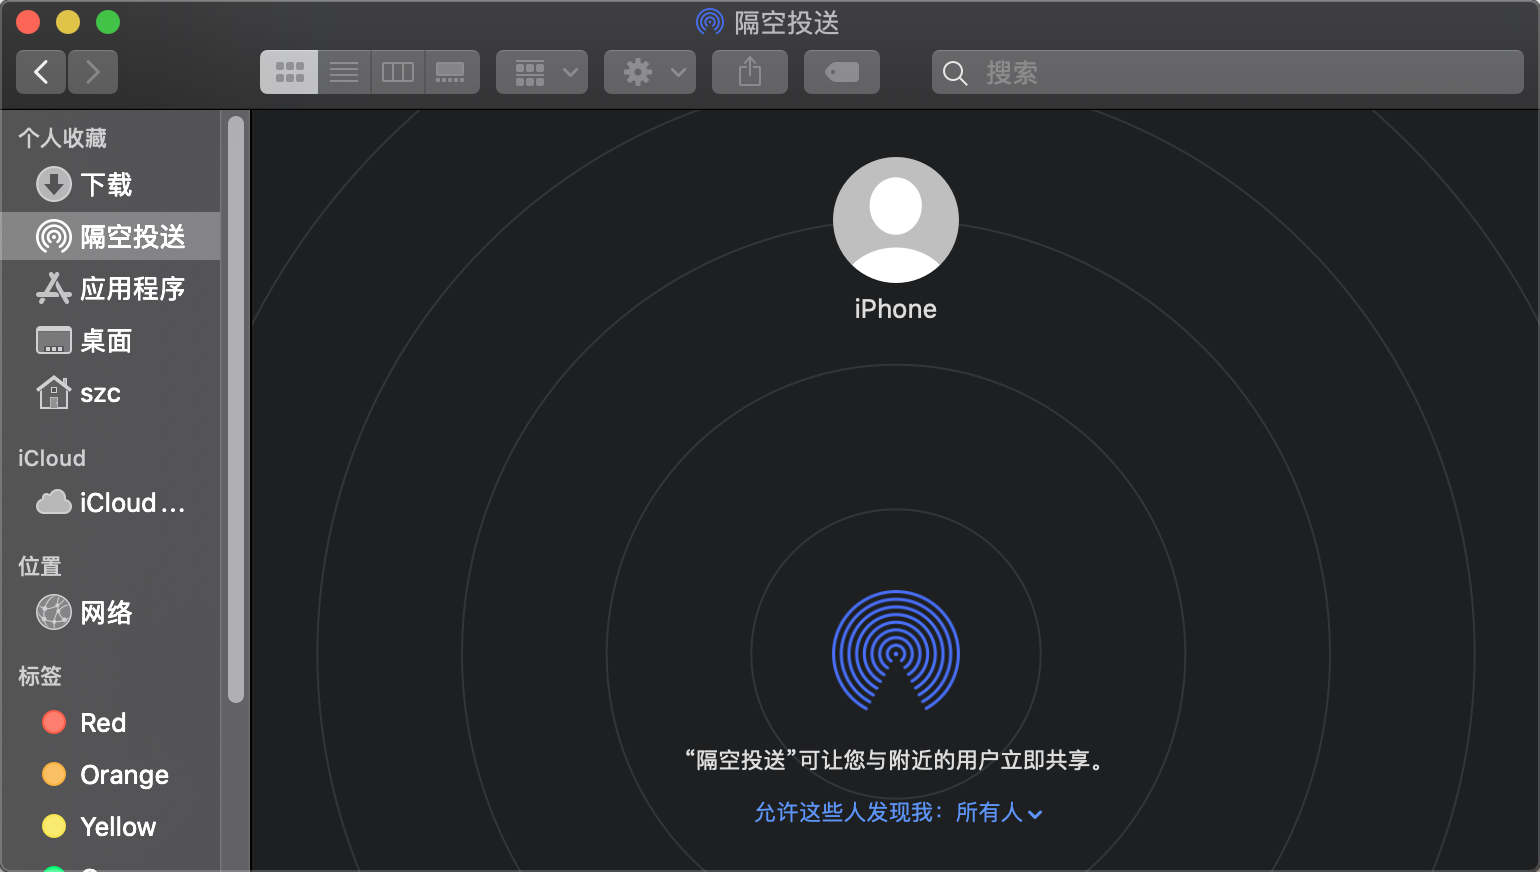 隔空投送
搜索
个人收藏
下载
隔空投送
应用程序
桌面
szc
iCloud
iCloud…
位置
网络
标签
Red
Orange
Yellow
iPhone
“隔空投送”可让您与附近的用户立即共享。
允许这些人发现我：所有人